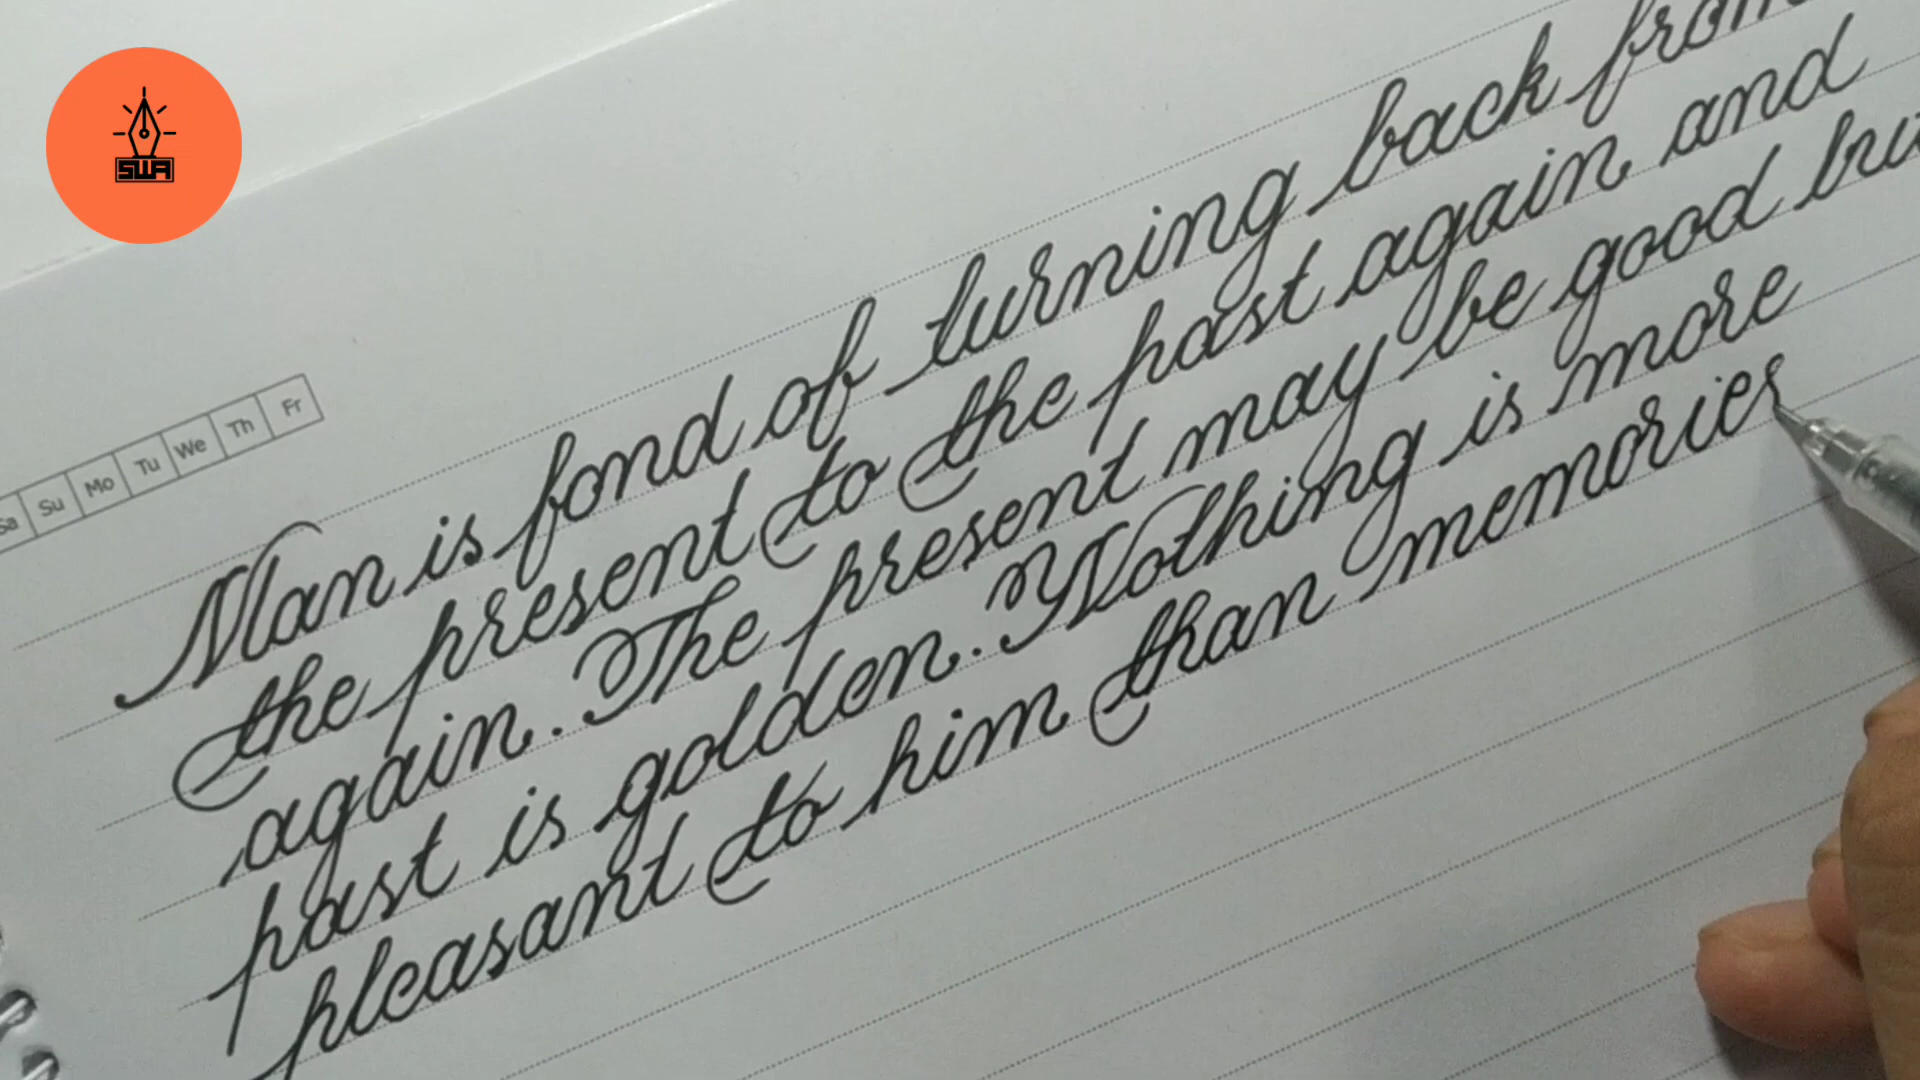 SWA
Sa Su Mo Tu We Th Fr
Man is fond of turning back from
the present to the past again and
again. The present may be good but
past is golden. Nothing is more
pleasant to him than memories